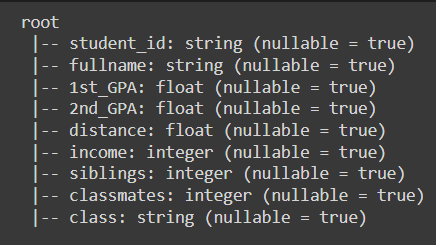 root
 |-- student_id: string (nullable = true)
 |-- fullname: string (nullable = true)
 |-- 1st_GPA: float (nullable = true)
 |-- 2nd_GPA: float (nullable = true)
 |-- distance: float (nullable = true)
 |-- income: integer (nullable = true)
 |-- siblings: integer (nullable = true)
 |-- classmates: integer (nullable = true)
 |-- class: string (nullable = true)